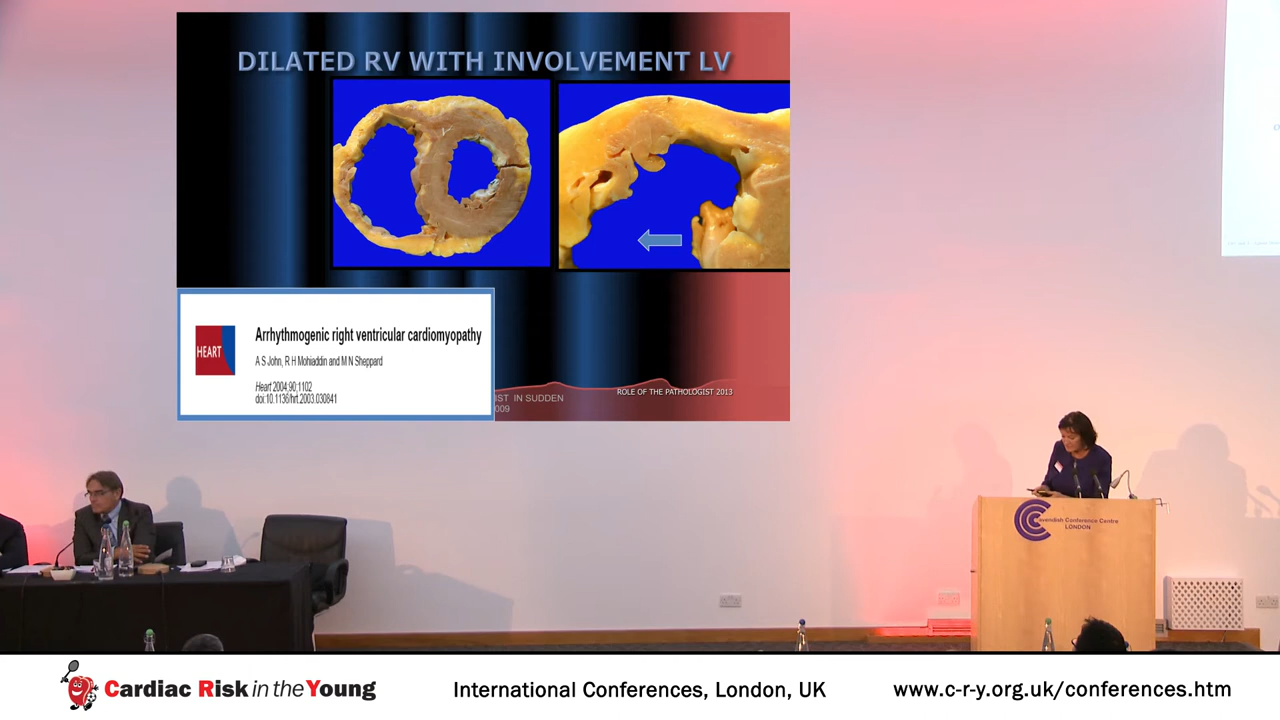 DILATED RV WITH INVOLVEMENT LV
HEART
Arrhythmogenic right ventricular cardiomyopathy
A S John, R H Mohiaddin and M N Sheppard
Heart 2004;90;1102
doi:10.1136/hrt.2003.030841
IST IN SUDDEN
009
ROLE OF THE PATHOLOGIST 2013
Cavendish Conference Centre
LONDON
Cardiac Risk in the Young
International Conferences, London, UK
www.c-r-y.org.uk/conferences.htm